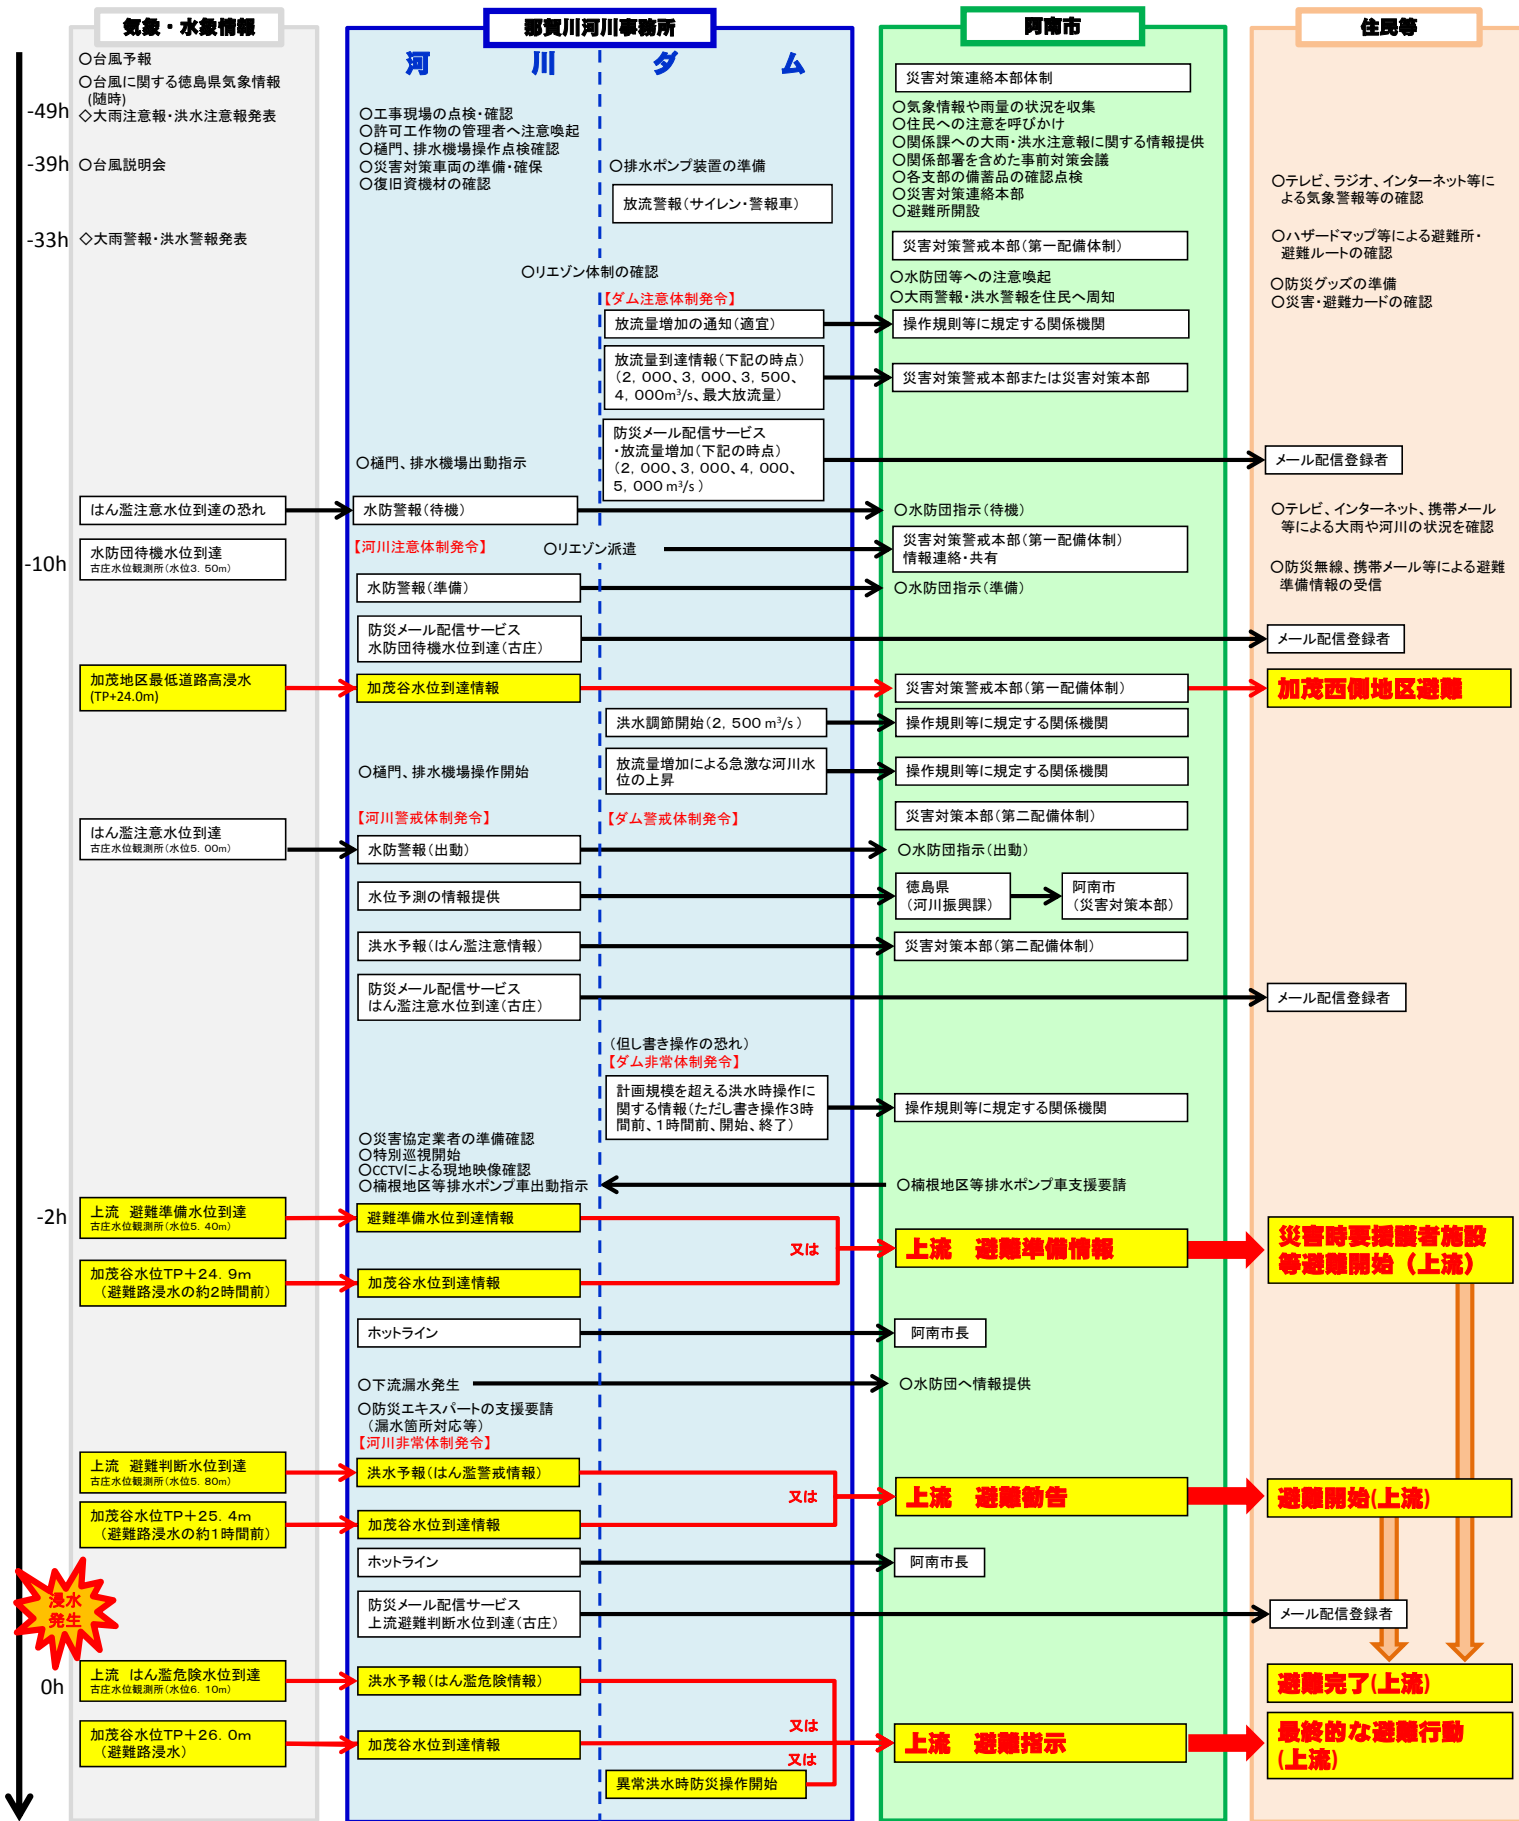 気象・水象情報
那賀川河川事務所
阿南市
住民等
河　川
ダ　ム
-49h
-39h
-33h
-10h
-2h
0h
浸水
発生
○台風予報
○台風に関する徳島県気象情報
(随時)
◇大雨注意報・洪水注意報発表
○台風説明会
◇大雨警報・洪水警報発表
はん濫注意水位到達の恐れ
水防団待機水位到達
古庄水位観測所(水位3．50m)
加茂地区最低道路高浸水
(TP+24.0m)
はん濫注意水位到達
古庄水位観測所(水位5．00m)
上流　避難準備水位到達
古庄水位観測所(水位5．40m)
加茂谷水位TP＋24．9m
（避難路浸水の約2時間前）
上流　避難判断水位到達
古庄水位観測所(水位5．80m)
加茂谷水位TP＋25．4m
（避難路浸水の約1時間前）
上流　はん濫危険水位到達
古庄水位観測所(水位6．10m)
加茂谷水位TP＋26．0m
（避難路浸水）
○工事現場の点検・確認
○許可工作物の管理者へ注意喚起
○樋門、排水機場操作点検確認
○災害対策車両の準備・確保
○復旧資機材の確認
○排水ポンプ装置の準備
放流警報(サイレン・警報車)
○リエゾン体制の確認
【ダム注意体制発令】
放流量増加の通知(適宜)
放流量到達情報(下記の時点)
（2，000、3，000、3，500、
4，000m³/s、最大放流量）
防災メール配信サービス
・放流量増加(下記の時点)
（2，000、3，000、4，000、
5，000 m³/s）
○樋門、排水機場出動指示
水防警報(待機)
【河川注意体制発令】
○リエゾン派遣
水防警報(準備)
防災メール配信サービス
水防団待機水位到達(古庄)
加茂谷水位到達情報
洪水調節開始(2，500 m³/s)
放流量増加による急激な河川水
位の上昇
○樋門、排水機場操作開始
【河川警戒体制発令】
【ダム警戒体制発令】
水防警報(出動)
水位予測の情報提供
洪水予報(はん濫注意情報)
防災メール配信サービス
はん濫注意水位到達(古庄)
(但し書き操作の恐れ)
【ダム非常体制発令】
計画規模を超える洪水時操作に
関する情報(ただし書き操作3時
間前、1時間前、開始、終了)
○災害協定業者の準備確認
○特別巡視開始
○CCTVによる現地映像確認
○楠根地区等排水ポンプ車出動指示
避難準備水位到達情報
又は
加茂谷水位到達情報
ホットライン
○下流漏水発生
○防災エキスパートの支援要請
（漏水箇所対応等）
【河川非常体制発令】
洪水予報(はん濫警戒情報)
又は
加茂谷水位到達情報
ホットライン
防災メール配信サービス
上流避難判断水位到達(古庄)
洪水予報(はん濫危険情報)
又は
加茂谷水位到達情報
又は
異常洪水時防災操作開始
災害対策連絡本部体制
○気象情報や雨量の状況を収集
○住民への注意を呼びかけ
○関係課への大雨・洪水注意報に関する情報提供
○関係部署を含めた事前対策会議
○各支部の備蓄品の確認点検
○災害対策連絡本部
○避難所開設
災害対策警戒本部(第一配備体制)
○水防団等への注意喚起
○大雨警報・洪水警報を住民へ周知
操作規則等に規定する関係機関
災害対策警戒本部または災害対策本部
○水防団指示(待機)
災害対策警戒本部(第一配備体制)
情報連絡・共有
○水防団指示(準備)
災害対策警戒本部(第一配備体制)
操作規則等に規定する関係機関
操作規則等に規定する関係機関
災害対策本部(第二配備体制)
○水防団指示(出動)
徳島県
（河川振興課）
阿南市
（災害対策本部）
災害対策本部(第二配備体制)
操作規則等に規定する関係機関
○楠根地区等排水ポンプ車支援要請
上流　避難準備情報
阿南市長
○水防団へ情報提供
上流　避難勧告
阿南市長
上流　避難指示
○テレビ、ラジオ、インターネット等に
よる気象警報等の確認
○ハザードマップ等による避難所・
避難ルートの確認
○防災グッズの準備
○災害・避難カードの確認
メール配信登録者
○テレビ、インターネット、携帯メール
等による大雨や河川の状況を確認
○防災無線、携帯メール等による避難
準備情報の受信
メール配信登録者
加茂西側地区避難
メール配信登録者
災害時要援護者施設
等避難開始（上流）
避難開始(上流)
メール配信登録者
避難完了(上流)
最終的な避難行動
(上流)